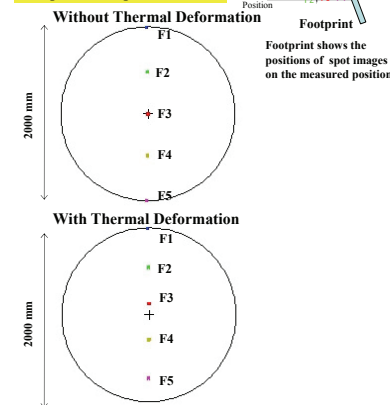 Position
Without Thermal Deformation
Footprint
Footprint shows the
positions of spot images
on the measured position
F1
F2
F3
F4
F5
2000 mm
With Thermal Deformation
F1
F2
F3
F4
F5
2000 mm